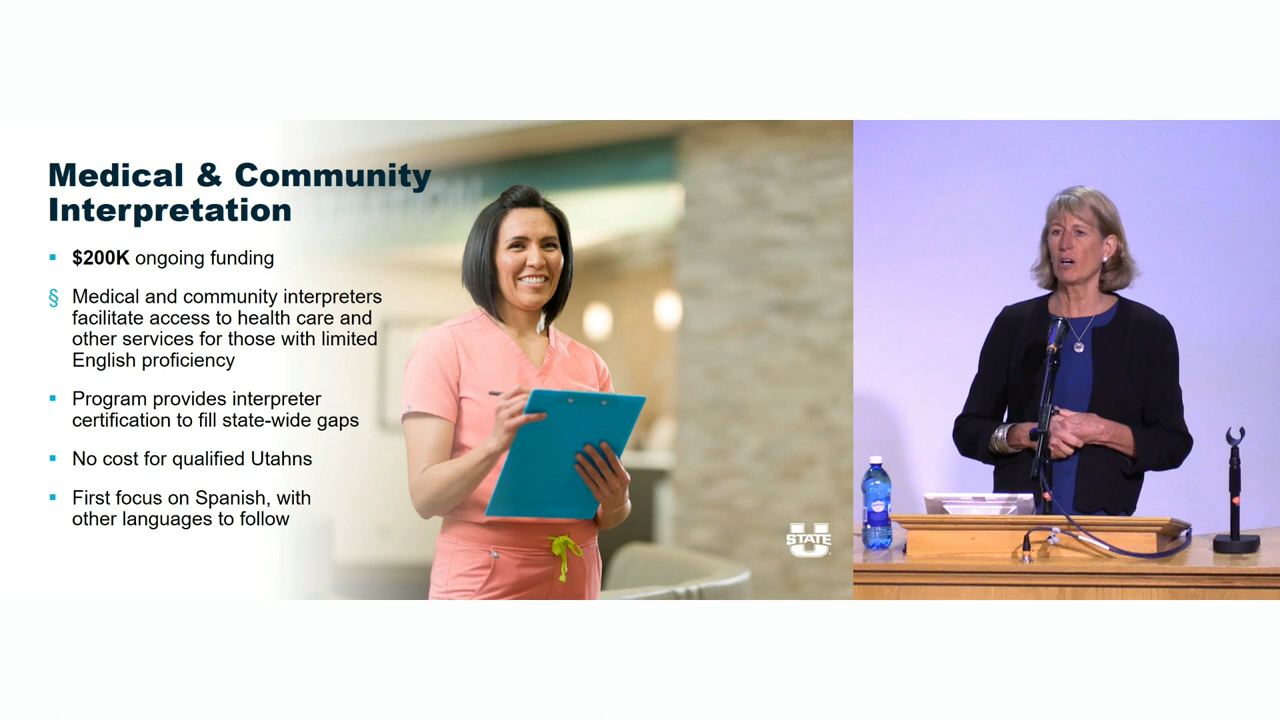 Medical & Community
Interpretation
▪ $200K ongoing funding
§ Medical and community interpreters
facilitate access to health care and
other services for those with limited
English proficiency
▪ Program provides interpreter
certification to fill state-wide gaps
▪ No cost for qualified Utahns
▪ First focus on Spanish, with
other languages to follow
U
STATE